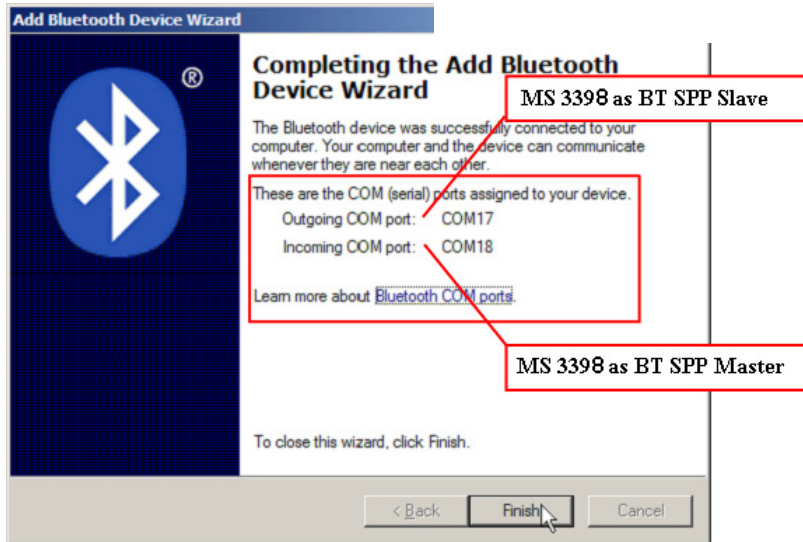 Add Bluetooth Device Wizard
®
Completing the Add Bluetooth
Device Wizard
MS 3398 as BT SPP Slave
The Bluetooth device was successfully connected to your
computer. Your computer and the device can communicate
whenever they are near each other.
These are the COM (serial) ports assigned to your device.
Outgoing COM port: COM17
Incoming COM port: COM18
Learn more about Bluetooth COM ports.
MS 3398 as BT SPP Master
To close this wizard, click Finish.
< Back
Finish
Cancel